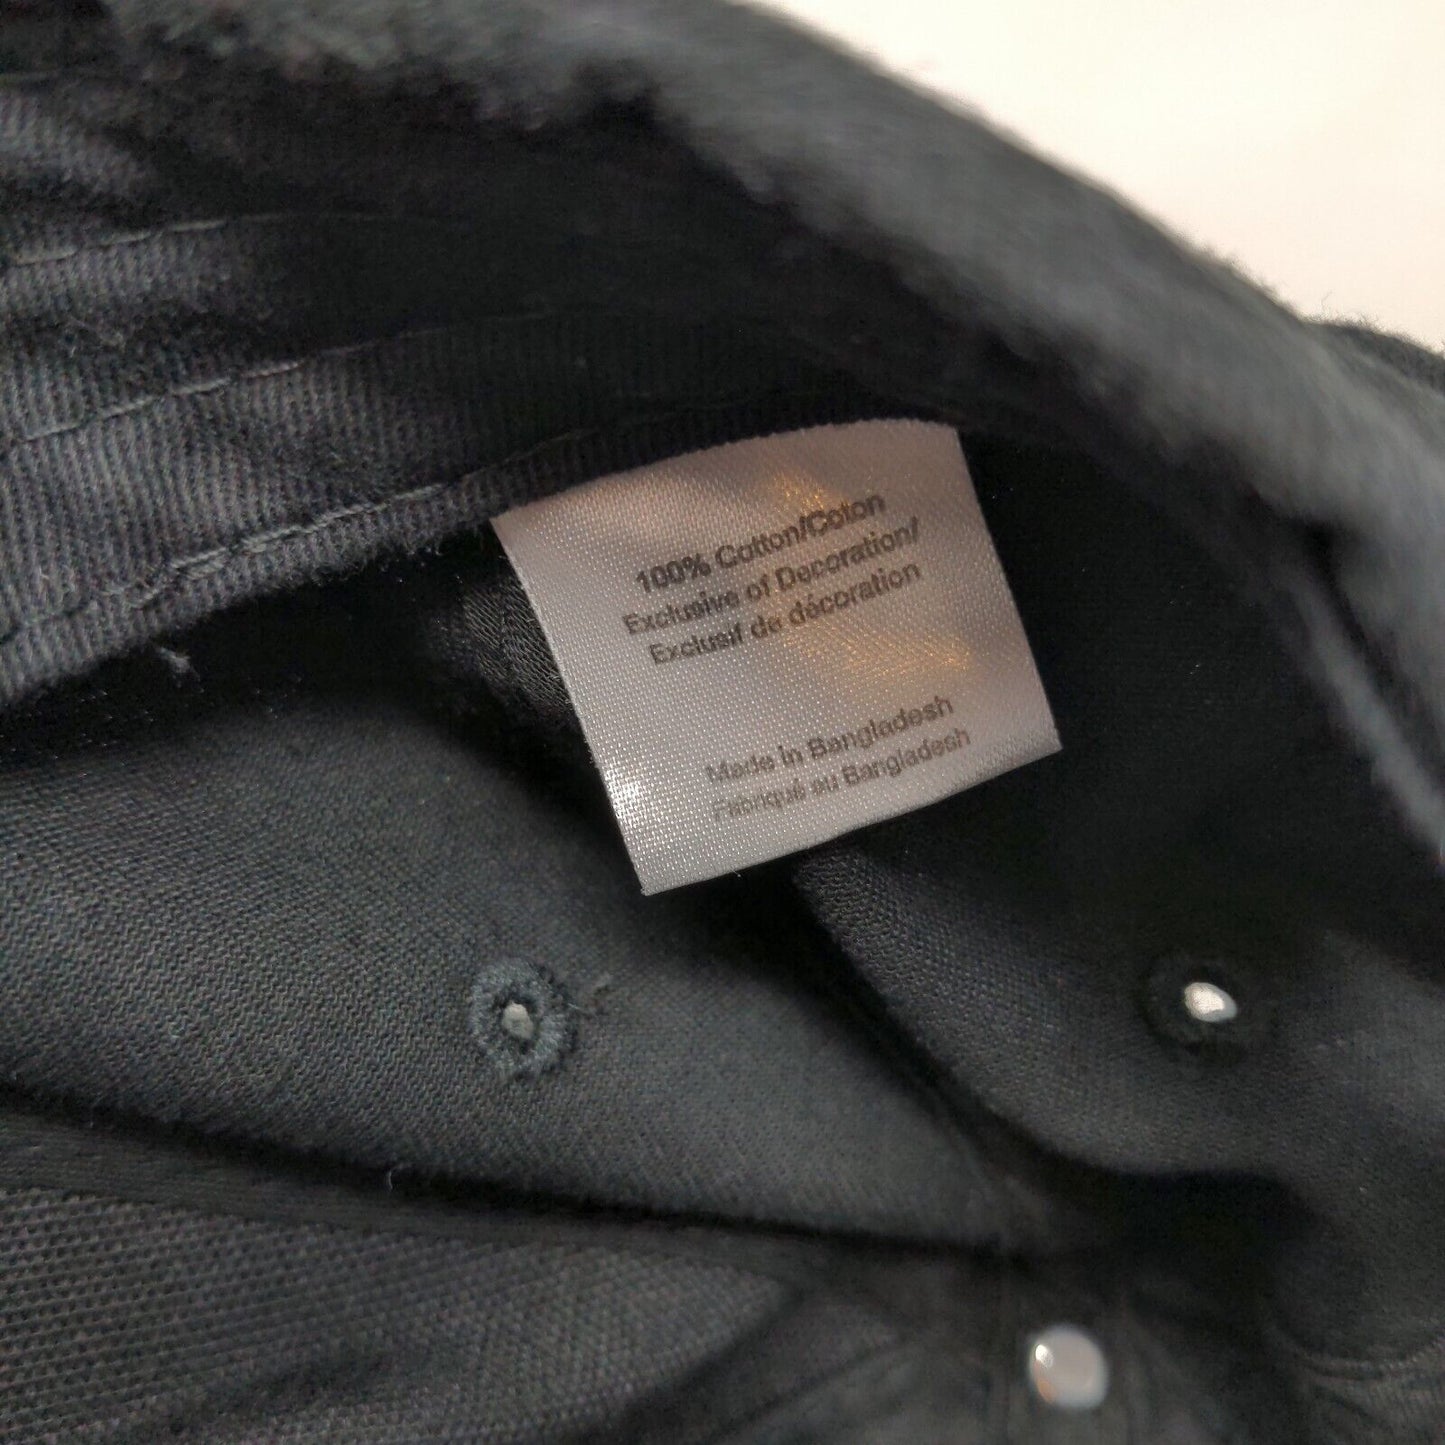 100% Cotton/Coton
Exclusive of Decoration/
Exclusif de décoration
Made in Bangladesh
Fabriqué au Bangladesh